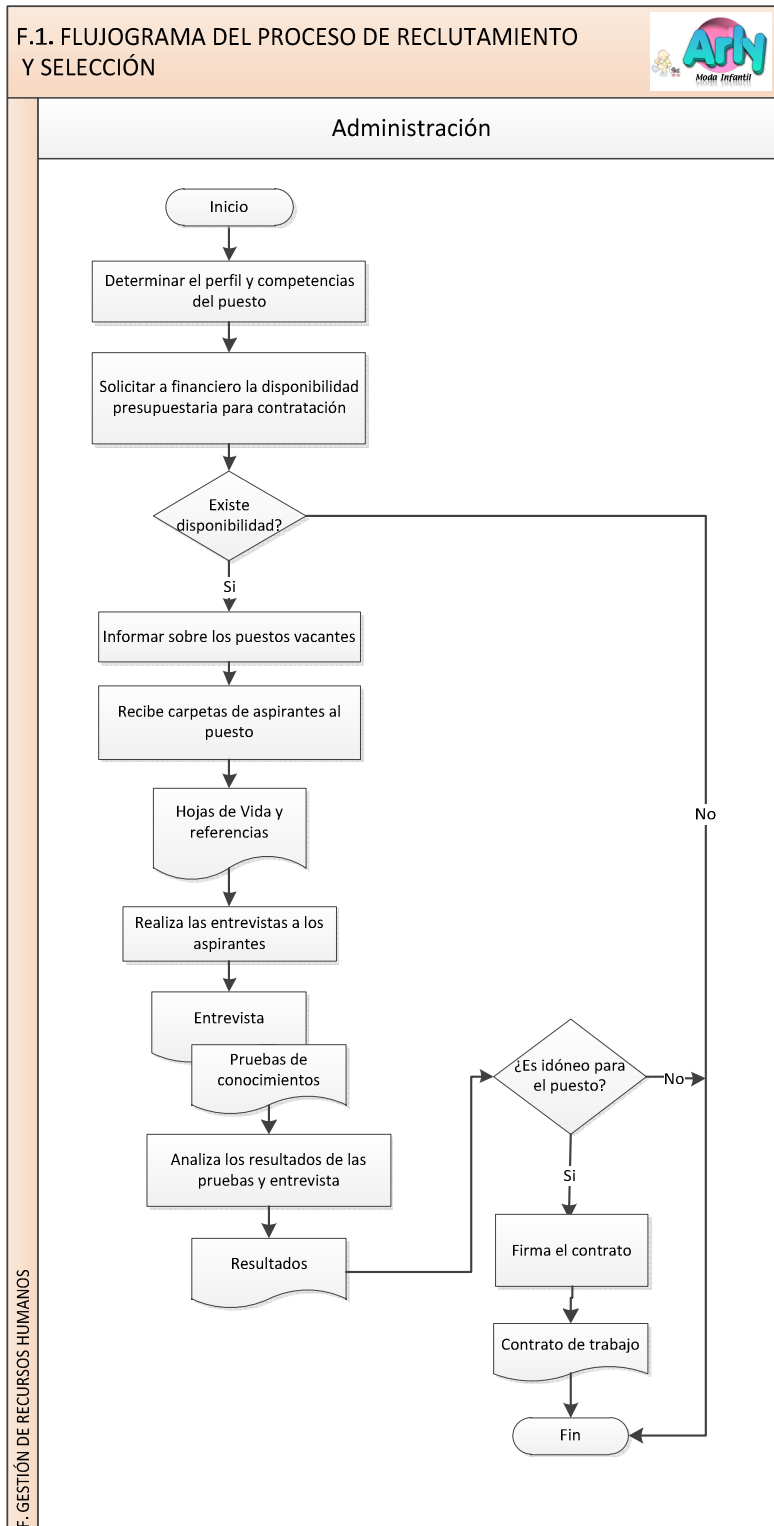 F.1. FLUJOGRAMA DEL PROCESO DE RECLUTAMIENTO
Y SELECCIÓN
Arly
Moda Infantil
Administración
Inicio
Determinar el perfil y competencias
del puesto
Solicitar a financiero la disponibilidad
presupuestaria para contratación
Existe
disponibilidad?
Si
Informar sobre los puestos vacantes
Recibe carpetas de aspirantes al
puesto
Hojas de Vida y
referencias
No
Realiza las entrevistas a los
aspirantes
Entrevista
Pruebas de
conocimientos
Analiza los resultados de las
pruebas y entrevista
Resultados
¿Es idóneo para
el puesto?
No
Si
Firma el contrato
Contrato de trabajo
Fin
F. GESTIÓN DE RECURSOS HUMANOS